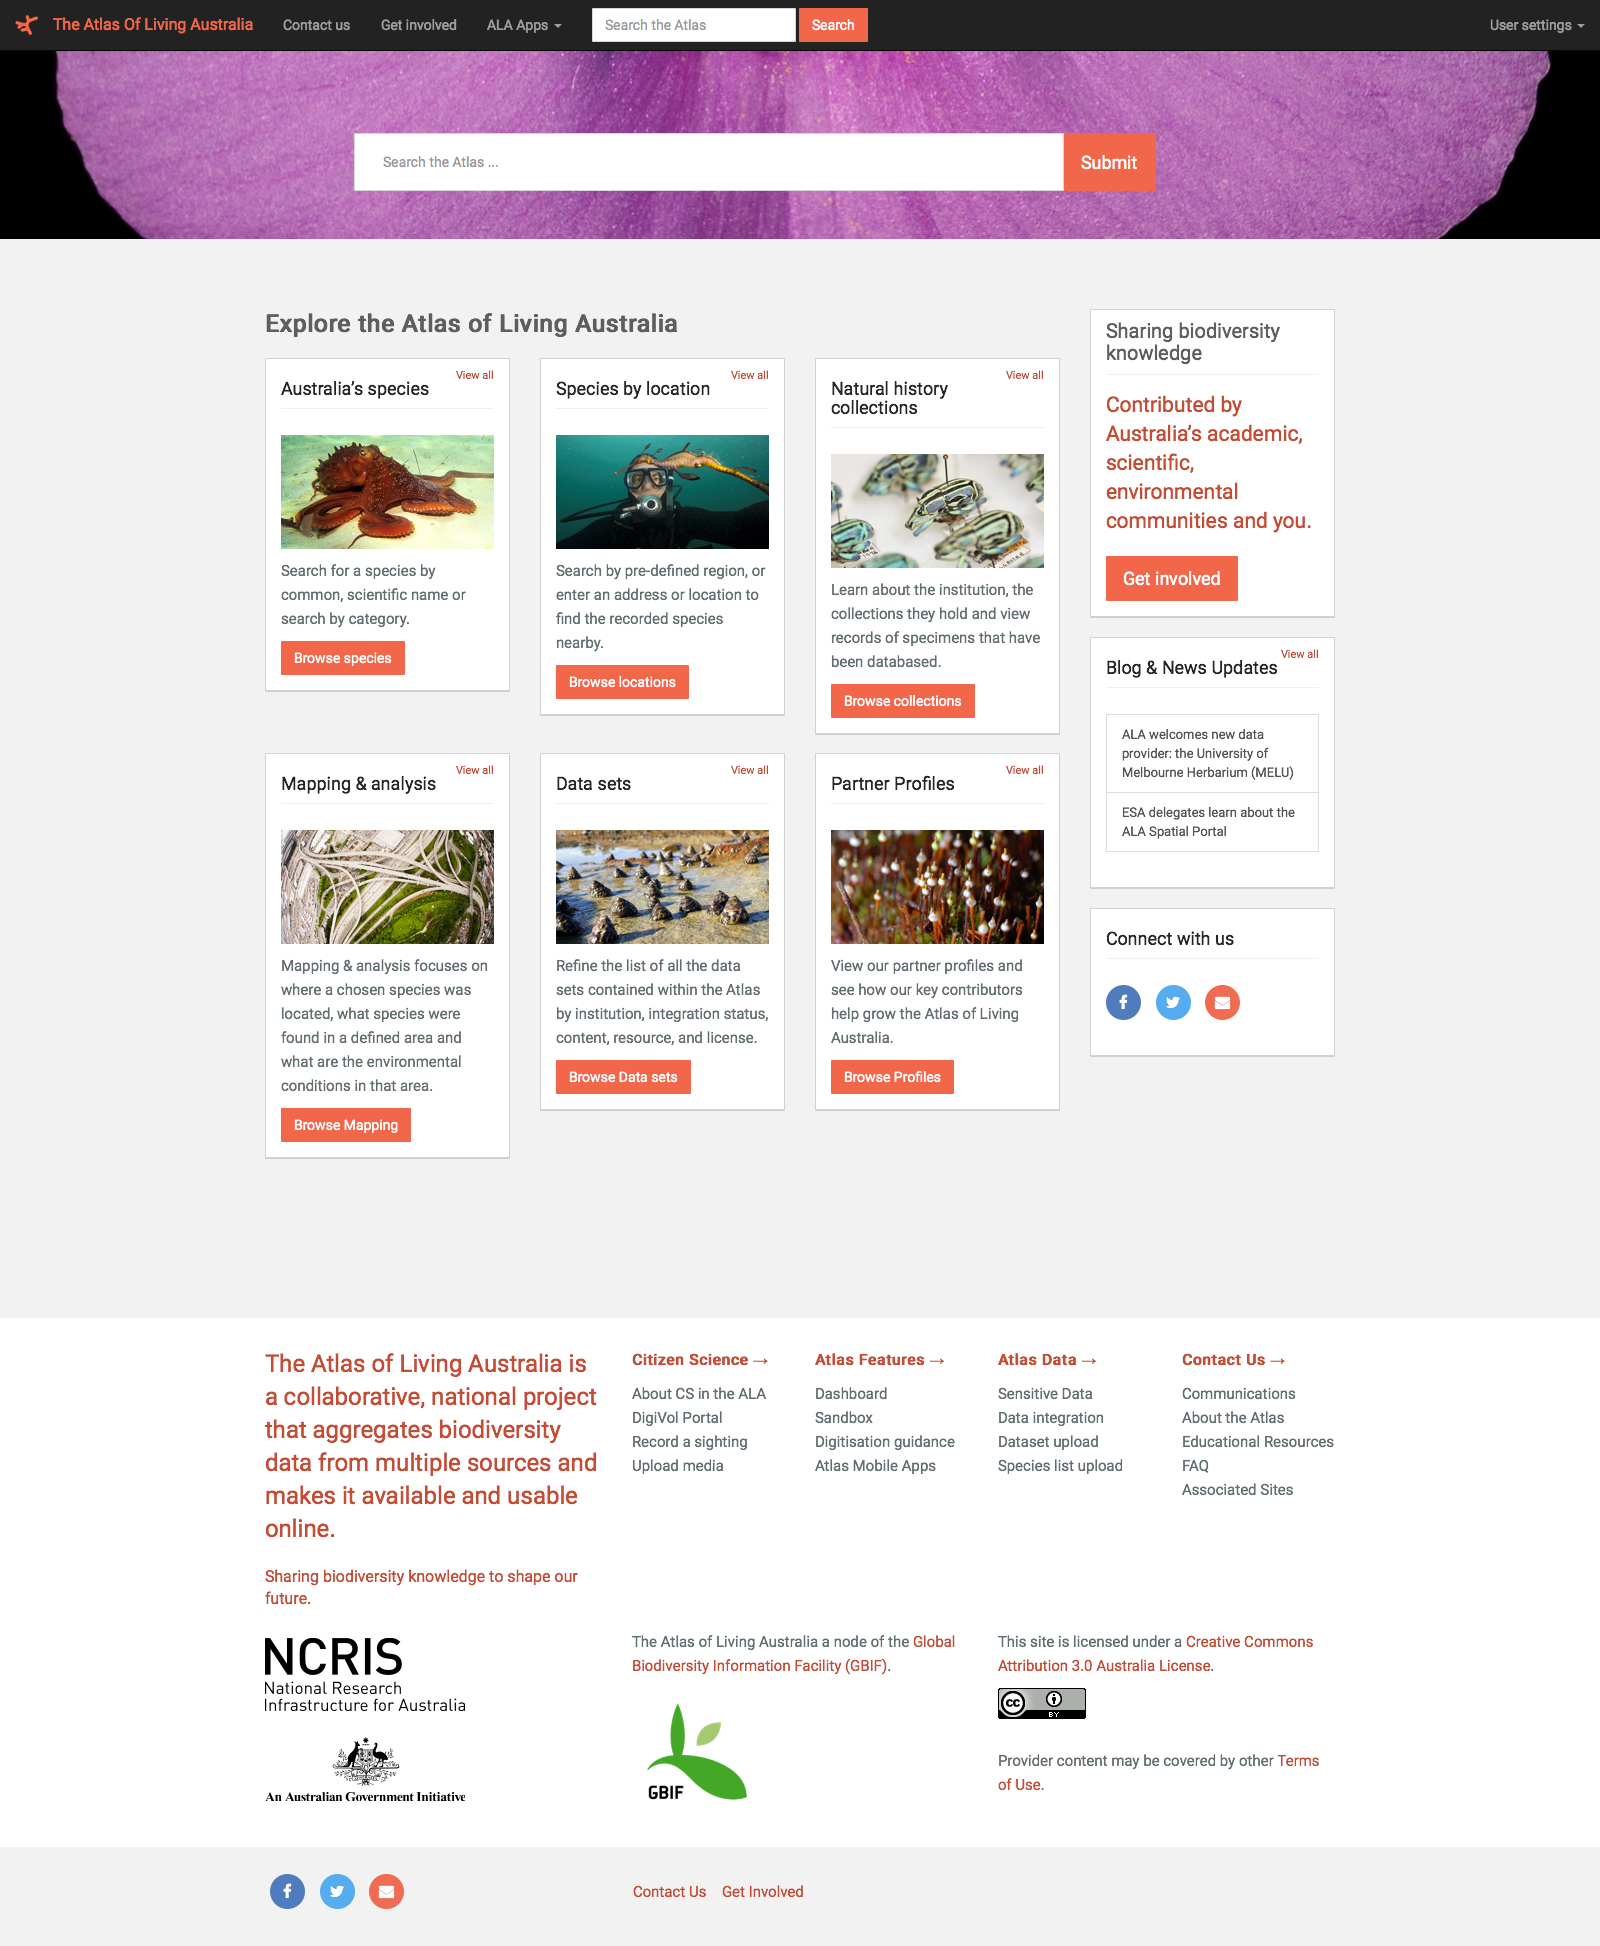 The Atlas Of Living Australia
Contact us
Get involved
ALA Apps
Search the Atlas
Search
User settings
Search the Atlas ...
Submit
Explore the Atlas of Living Australia
View all
Australia’s species
Search for a species by
common, scientific name or
search by category.
Browse species
View all
Species by location
Search by pre-defined region, or
enter an address or location to
find the recorded species
nearby.
Browse locations
View all
Natural history
collections
Learn about the institution, the
collections they hold and view
records of specimens that have
been databased.
Browse collections
View all
Mapping & analysis
Mapping & analysis focuses on
where a chosen species was
located, what species were
found in a defined area and
what are the environmental
conditions in that area.
Browse Mapping
View all
Data sets
Refine the list of all the data
sets contained within the Atlas
by institution, integration status,
content, resource, and license.
Browse Data sets
View all
Partner Profiles
View our partner profiles and
see how our key contributors
help grow the Atlas of Living
Australia.
Browse Profiles
Sharing biodiversity
knowledge
Contributed by
Australia’s academic,
scientific,
environmental
communities and you.
Get involved
View all
Blog & News Updates
ALA welcomes new data
provider: the University of
Melbourne Herbarium (MELU)
ESA delegates learn about the
ALA Spatial Portal
Connect with us
The Atlas of Living Australia is
a collaborative, national project
that aggregates biodiversity
data from multiple sources and
makes it available and usable
online.
Sharing biodiversity knowledge to shape our
future.
Citizen Science →
About CS in the ALA
DigiVol Portal
Record a sighting
Upload media
Atlas Features →
Dashboard
Sandbox
Digitisation guidance
Atlas Mobile Apps
Atlas Data →
Sensitive Data
Data integration
Dataset upload
Species list upload
Contact Us →
Communications
About the Atlas
Educational Resources
FAQ
Associated Sites
NCRIS
National Research
Infrastructure for Australia
An Australian Government Initiative
The Atlas of Living Australia a node of the Global
Biodiversity Information Facility (GBIF).
GBIF
This site is licensed under a Creative Commons
Attribution 3.0 Australia License.
cc
BY
Provider content may be covered by other Terms
of Use.
Contact Us
Get Involved